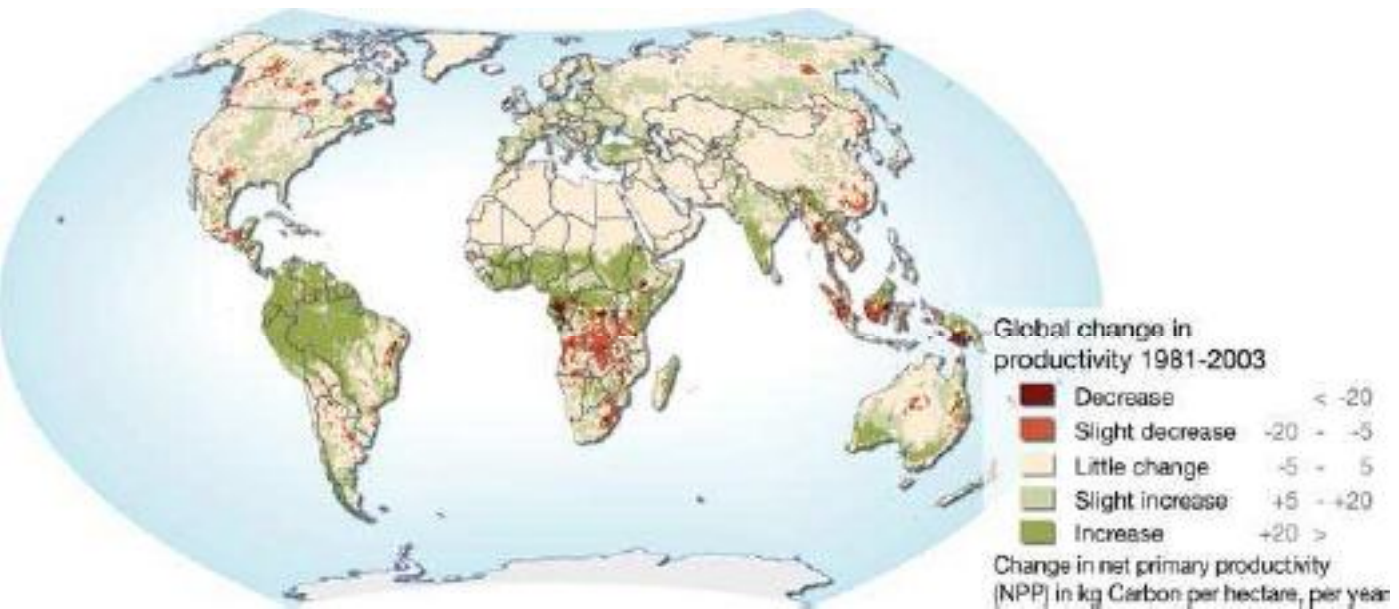 Global change in
productivity 1981-2003
Decrease < -20
Slight decrease -20 - -5
Little change -5 - 5
Slight increase +5 - +20
Increase +20 >
Change in net primary productivity
(NPP) in kg Carbon per hectare, per year